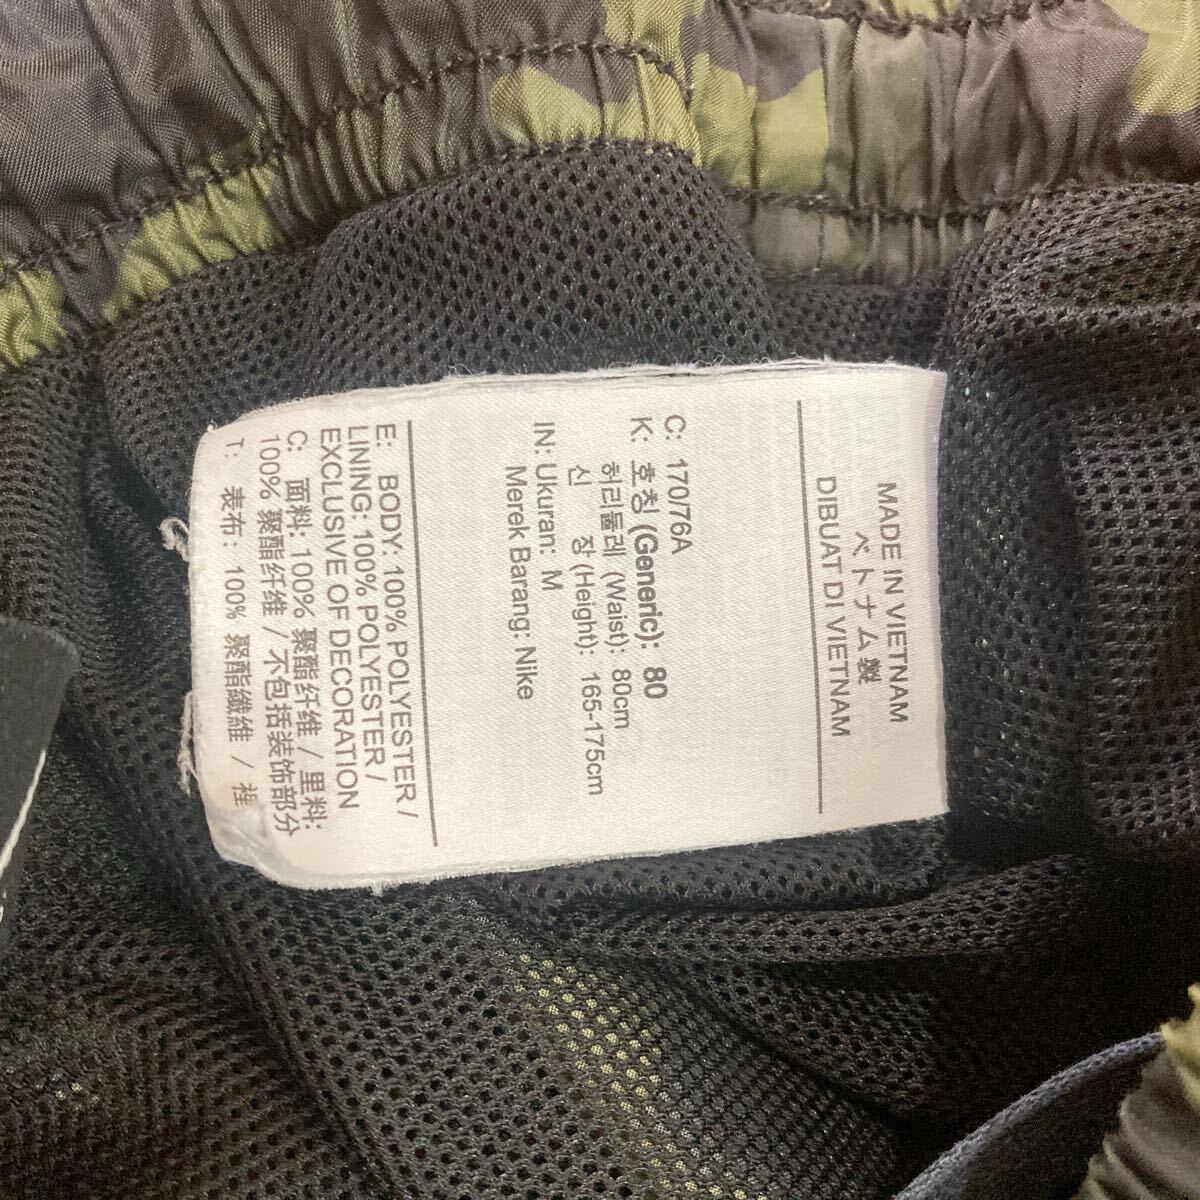 MADE IN VIETNAM
ベトナム製
DIBUAT DI VIETNAM
C: 170/76A
K: 호칭 (Generic): 80
허리둘레 (Waist): 80cm
신 장 (Height): 165-175cm
IN: Ukuran: M
Merek Barang: Nike
E: BODY: 100% POLYESTER /
LINING: 100% POLYESTER /
EXCLUSIVE OF DECORATION
C: 面料: 100% 聚酯纤维 / 里料:
100% 聚酯纤维 / 不包括装饰部分
T: 表布: 100% 聚酯纖維 / 裡